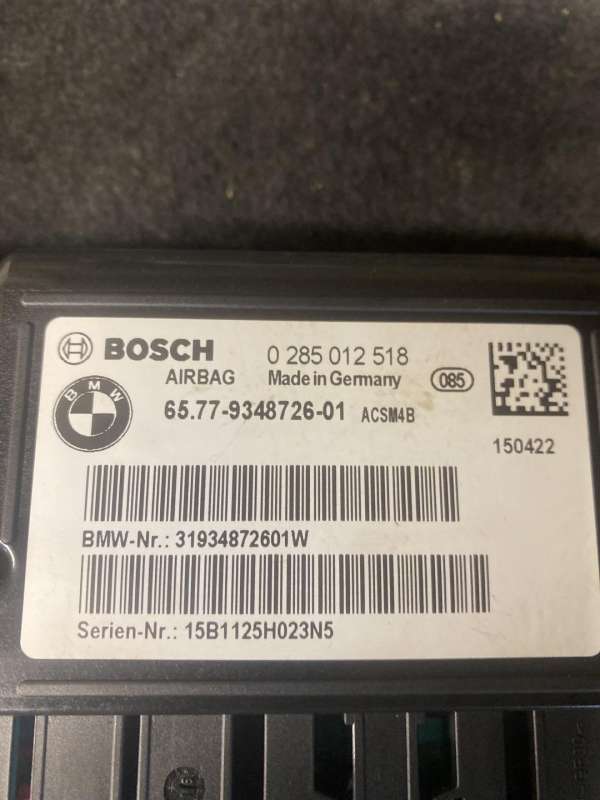 BOSCH 0 285 012 518
AIRBAG Made in Germany 085
BMW 65.77-9348726-01 ACSM4B
150422
BMW-Nr.: 31934872601W
Serien-Nr.: 15B1125H023N5